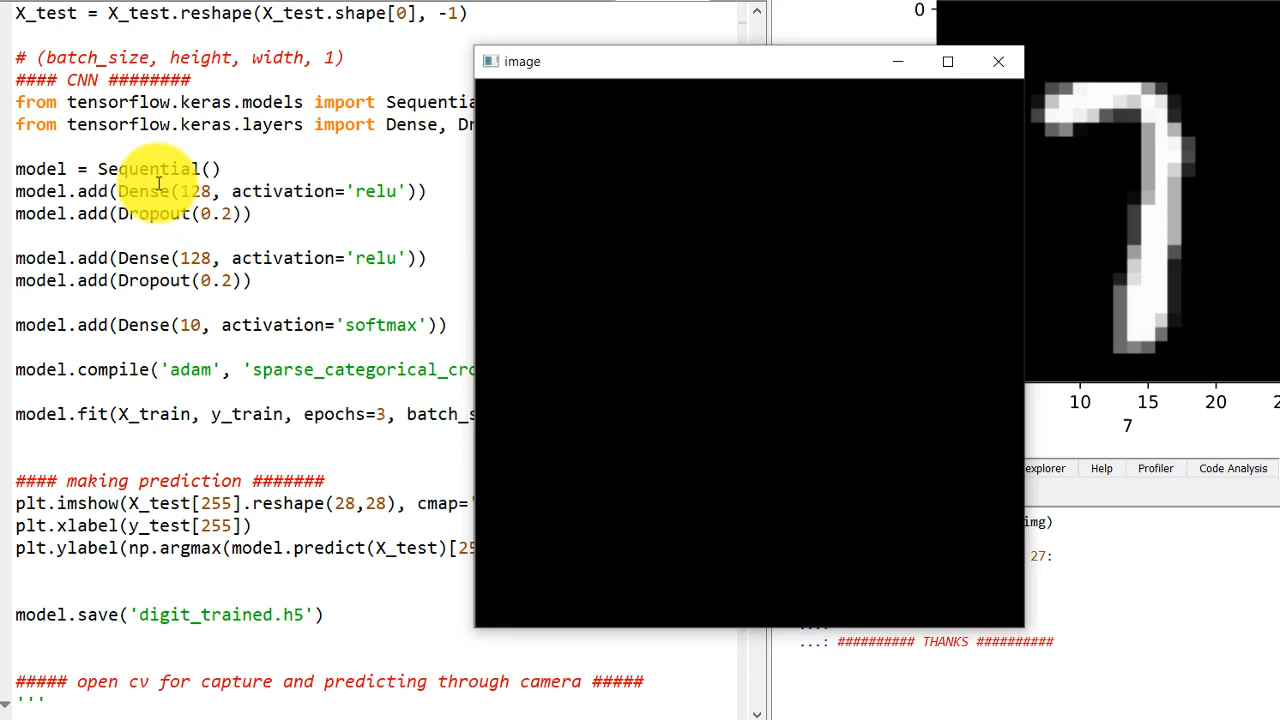 X_test = X_test.reshape(X_test.shape[0], -1)
# (batch_size, height, width, 1)
#### CNN ########
from tensorflow.keras.models import Sequentia
from tensorflow.keras.layers import Dense, Dr
model = Sequential()
model.add(Dense(128, activation='relu'))
model.add(Dropout(0.2))
model.add(Dense(128, activation='relu'))
model.add(Dropout(0.2))
model.add(Dense(10, activation='softmax'))
model.compile('adam', 'sparse_categorical_cro
model.fit(X_train, y_train, epochs=3, batch_s
#### making prediction #######
plt.imshow(X_test[255].reshape(28,28), cmap='
plt.xlabel(y_test[255])
plt.ylabel(np.argmax(model.predict(X_test)[25
model.save('digit_trained.h5')
##### open cv for capture and predicting through camera #####
'''
image
0
10 15 20
7
explorer Help Profiler Code Analysis
img)
27:
...: ########## THANKS ##########